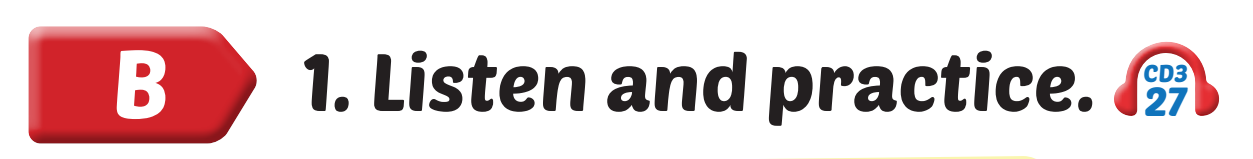 B 1. Listen and practice. CD3
27